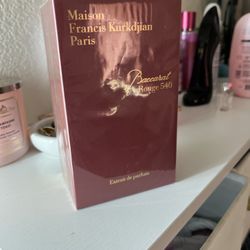 Maison
Francis Kurkdjian
Paris
Baccarat
Rouge 540
Extrait de parfum